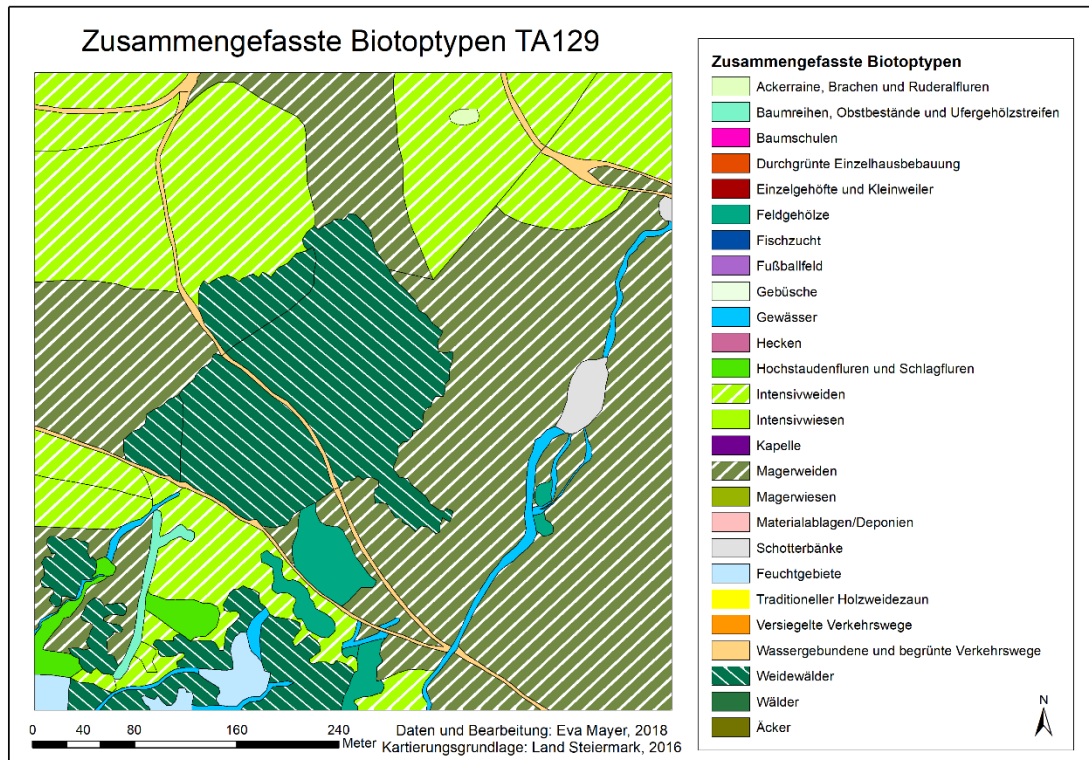 Zusammengefasste Biotoptypen TA129
Zusammengefasste Biotoptypen
Ackerraine, Brachen und Ruderalfluren
Baumreihen, Obstbestände und Ufergehölzstreifen
Baumschulen
Durchgrünte Einzelhausbebauung
Einzelgehöfte und Kleinweiler
Feldgehölze
Fischzucht
Fußballfeld
Gebüsche
Gewässer
Hecken
Hochstaudenfluren und Schlagfluren
Intensivweiden
Intensivwiesen
Kapelle
Magerweiden
Magerwiesen
Materialablagen/Deponien
Schotterbänke
Feuchtgebiete
Traditioneller Holzweidezaun
Versiegelte Verkehrswege
Wassergebundene und begrünte Verkehrswege
Weidewälder
Wälder
Äcker
N
0 40 80 160 240
Meter
Daten und Bearbeitung: Eva Mayer, 2018
Kartierungsgrundlage: Land Steiermark, 2016